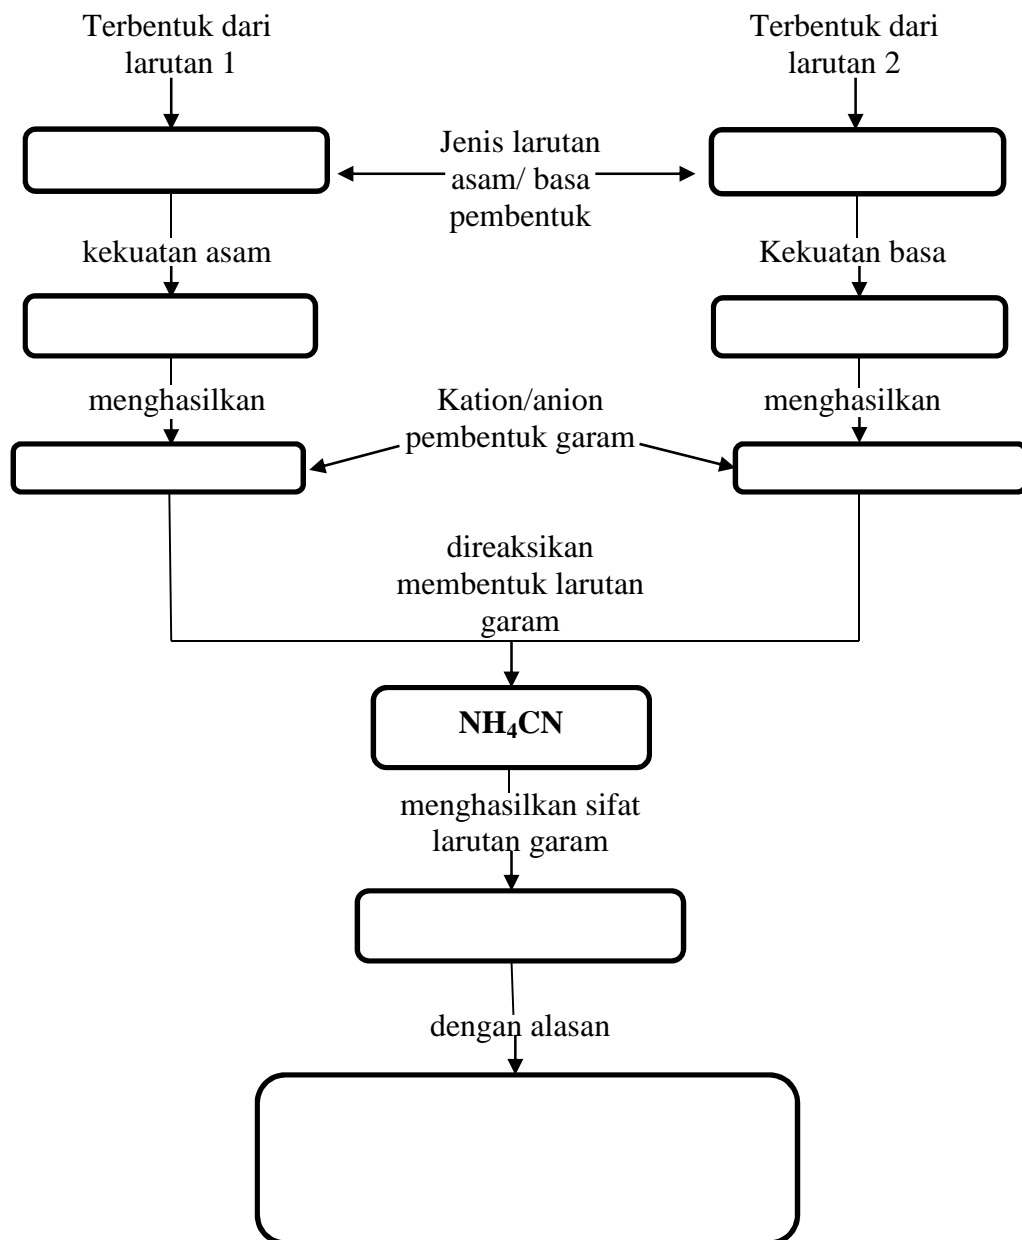 Terbentuk dari
larutan 1
Terbentuk dari
larutan 2
Jenis larutan
asam/ basa
pembentuk
kekuatan asam
Kekuatan basa
menghasilkan
Kation/anion
pembentuk garam
menghasilkan
direaksikan
membentuk larutan
garam
NH₄CN
menghasilkan sifat
larutan garam
dengan alasan